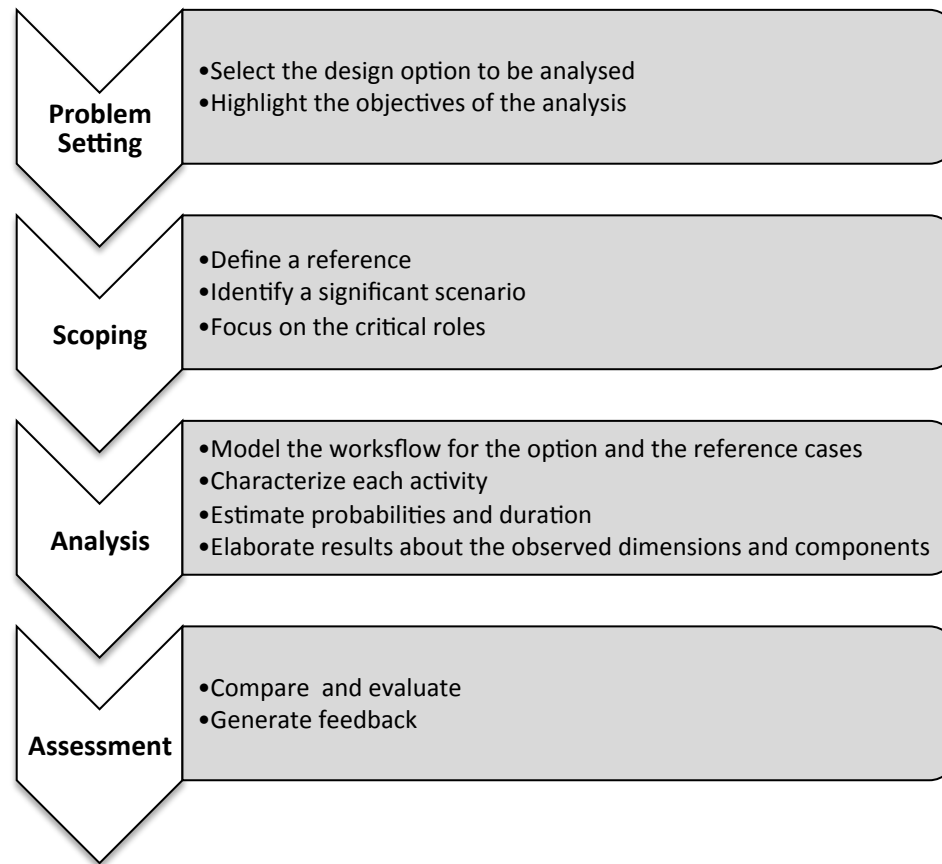 Problem
Setting
•Select the design option to be analysed
•Highlight the objectives of the analysis
Scoping
•Define a reference
•Identify a significant scenario
•Focus on the critical roles
Analysis
•Model the worksflow for the option and the reference cases
•Characterize each activity
•Estimate probabilities and duration
•Elaborate results about the observed dimensions and components
Assessment
•Compare  and evaluate
•Generate feedback